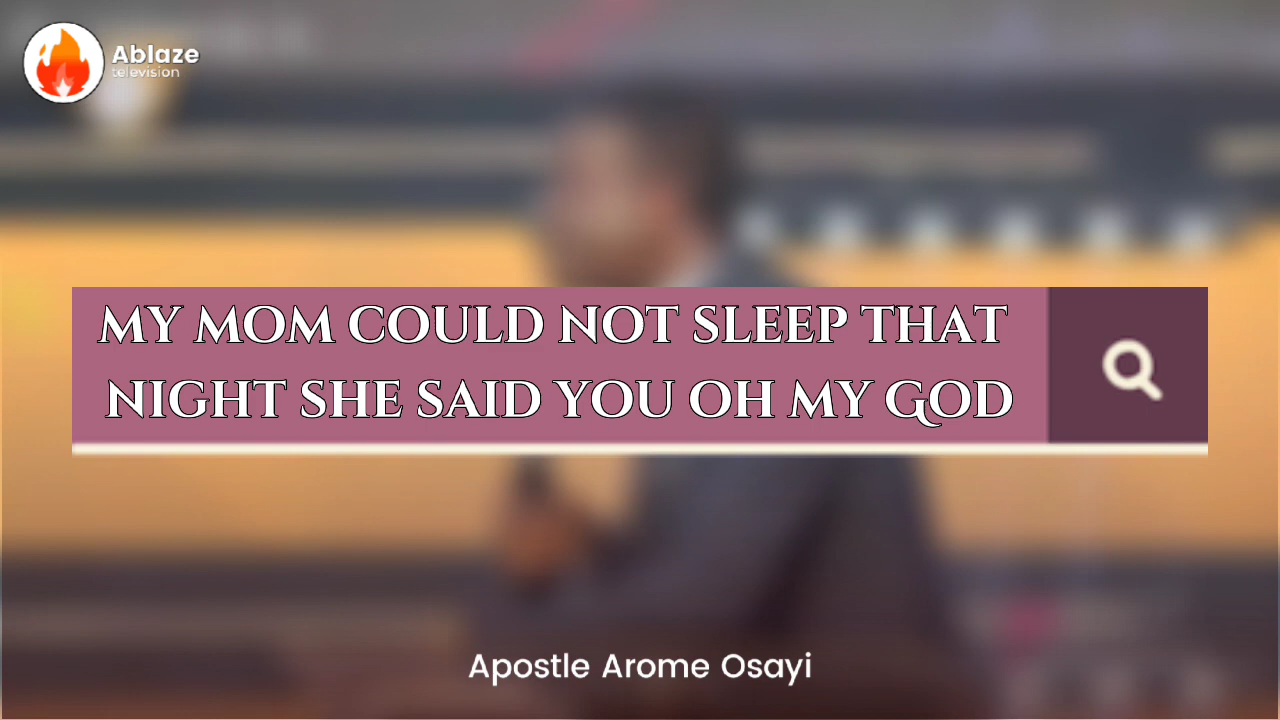 Ablaze
television
MY MOM COULD NOT SLEEP THAT
NIGHT SHE SAID YOU OH MY GOD
Apostle Arome Osayi